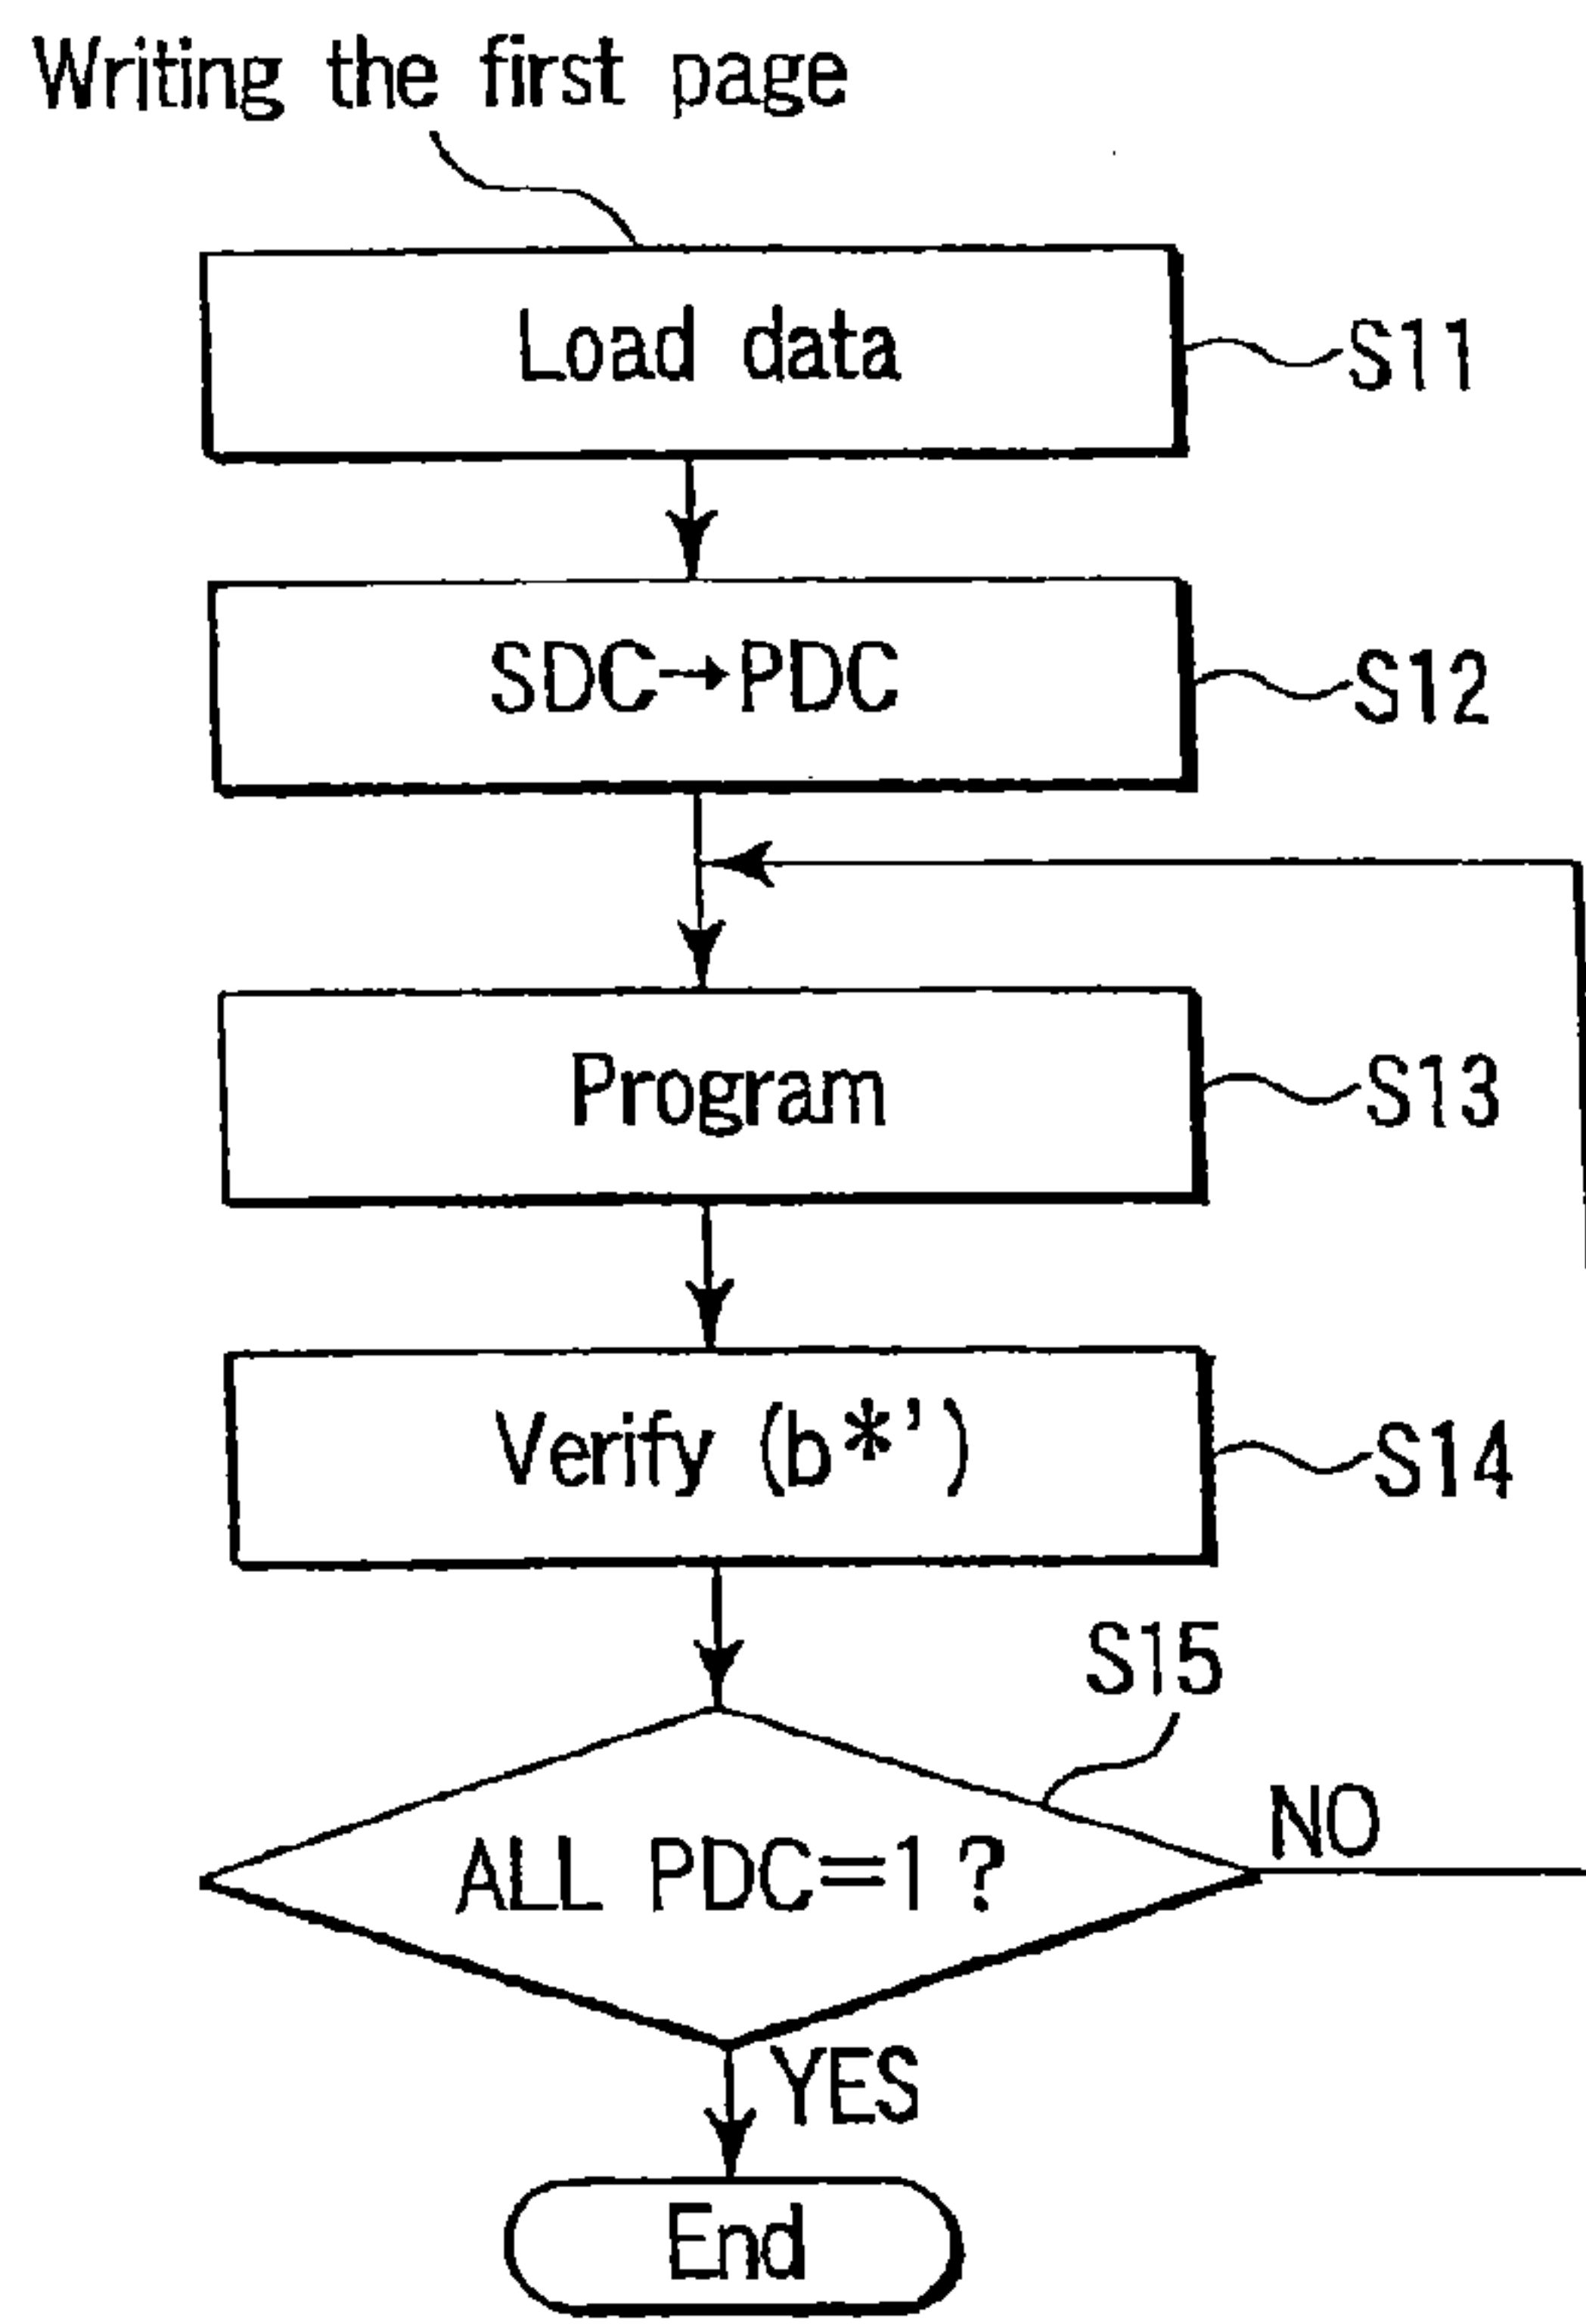 Writing the first page
Load data
S11
SDC→PDC
S12
Program
S13
Verify (b*')
S14
S15
ALL PDC=1 ?
NO
YES
End